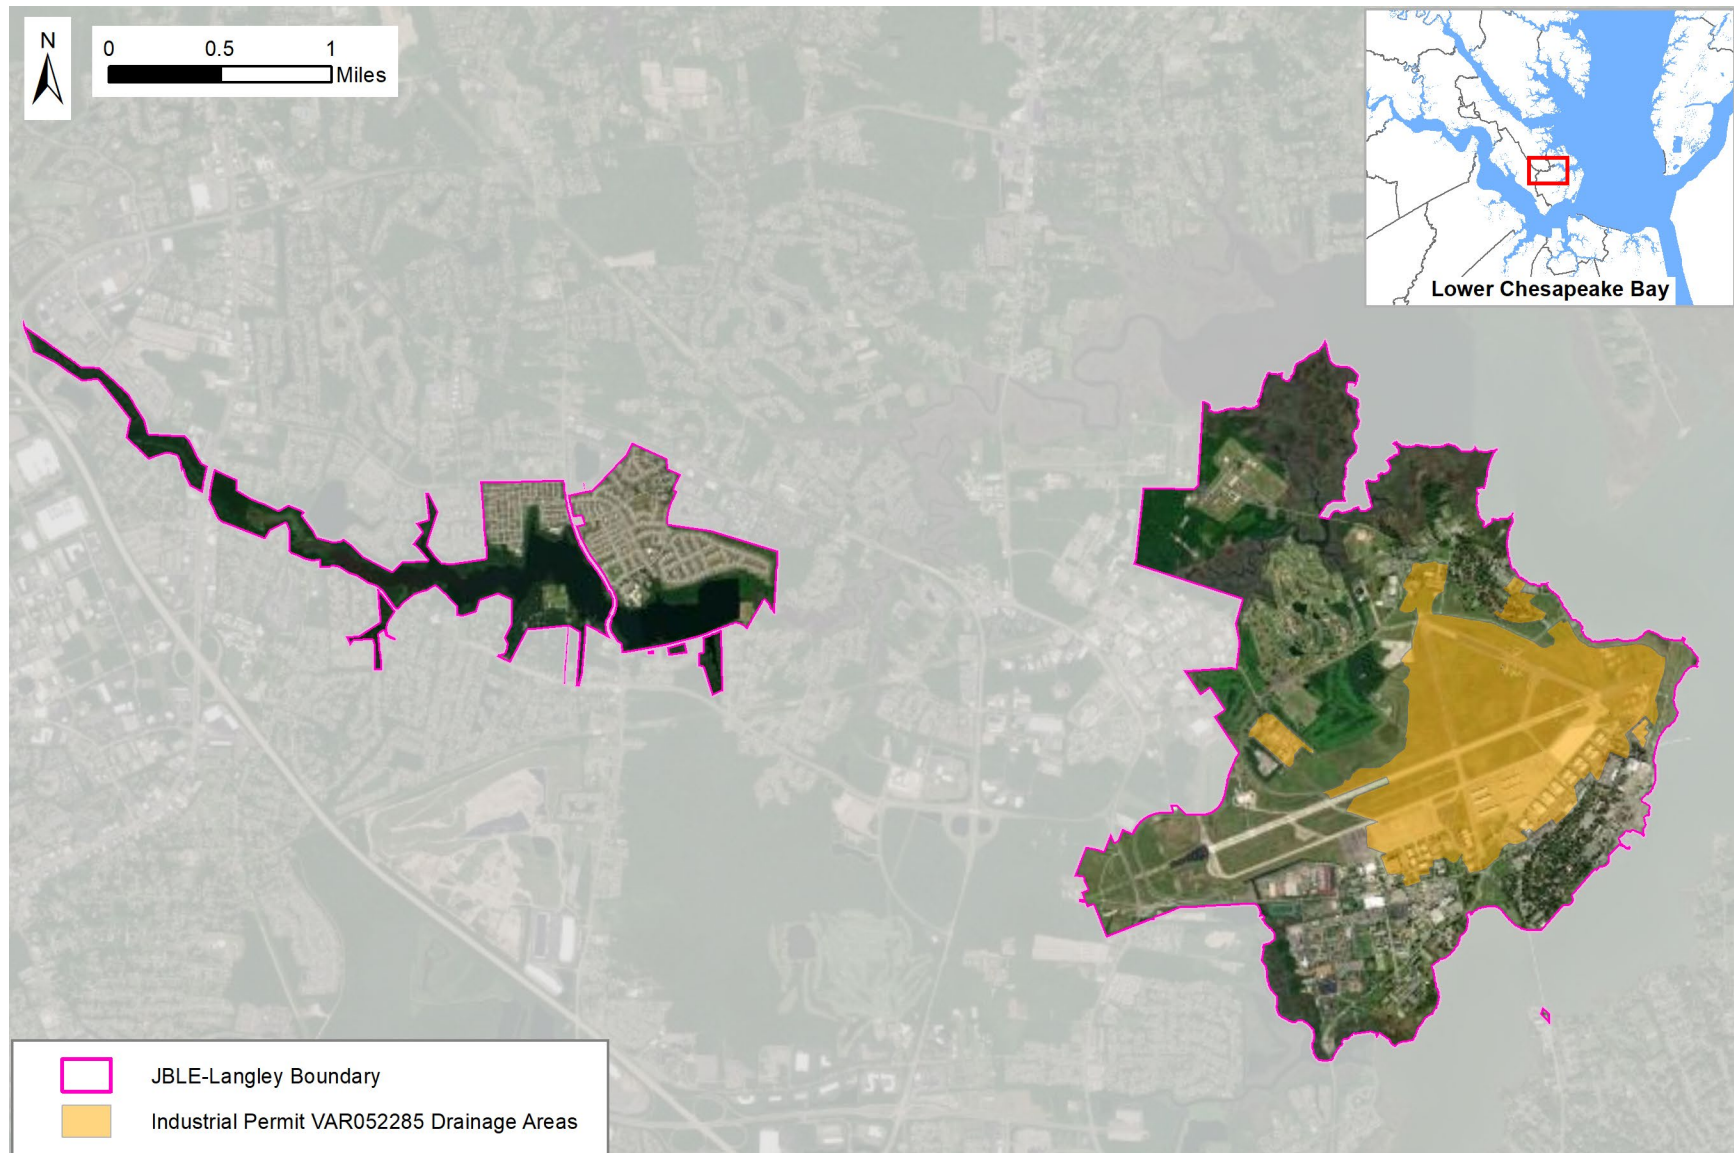 N
0 0.5 1
Miles
Lower Chesapeake Bay
JBLE-Langley Boundary
Industrial Permit VAR052285 Drainage Areas